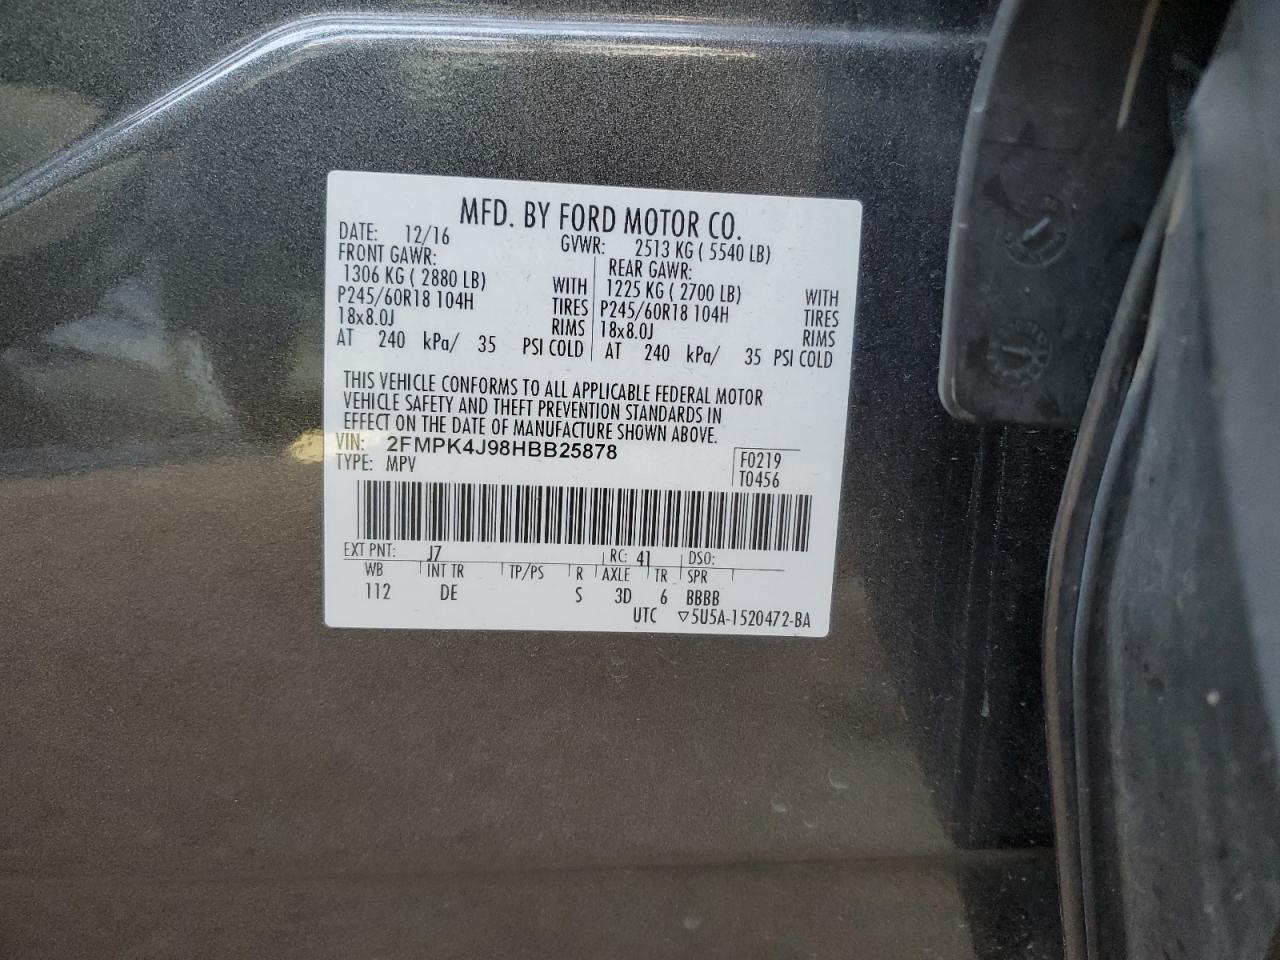 MFD. BY FORD MOTOR CO.
DATE: 12/16 GVWR: 2513 KG ( 5540 LB)
FRONT GAWR: REAR GAWR:
1306 KG ( 2880 LB) WITH 1225 KG ( 2700 LB) WITH
P245/60R18 104H TIRES P245/60R18 104H TIRES
18x8.0J RIMS 18x8.0J RIMS
AT 240 kPa/ 35 PSI COLD AT 240 kPa/ 35 PSI COLD
THIS VEHICLE CONFORMS TO ALL APPLICABLE FEDERAL MOTOR
VEHICLE SAFETY AND THEFT PREVENTION STANDARDS IN
EFFECT ON THE DATE OF MANUFACTURE SHOWN ABOVE.
VIN: 2FMPK4J98HBB25878
TYPE: MPV
F0219
T0456
EXT PNT: J7 RC: 41 DSO:
WB INT TR TP/PS R AXLE TR SPR
112 DE S 3D 6 BBBB
UTC ▽5U5A-1520472-BA